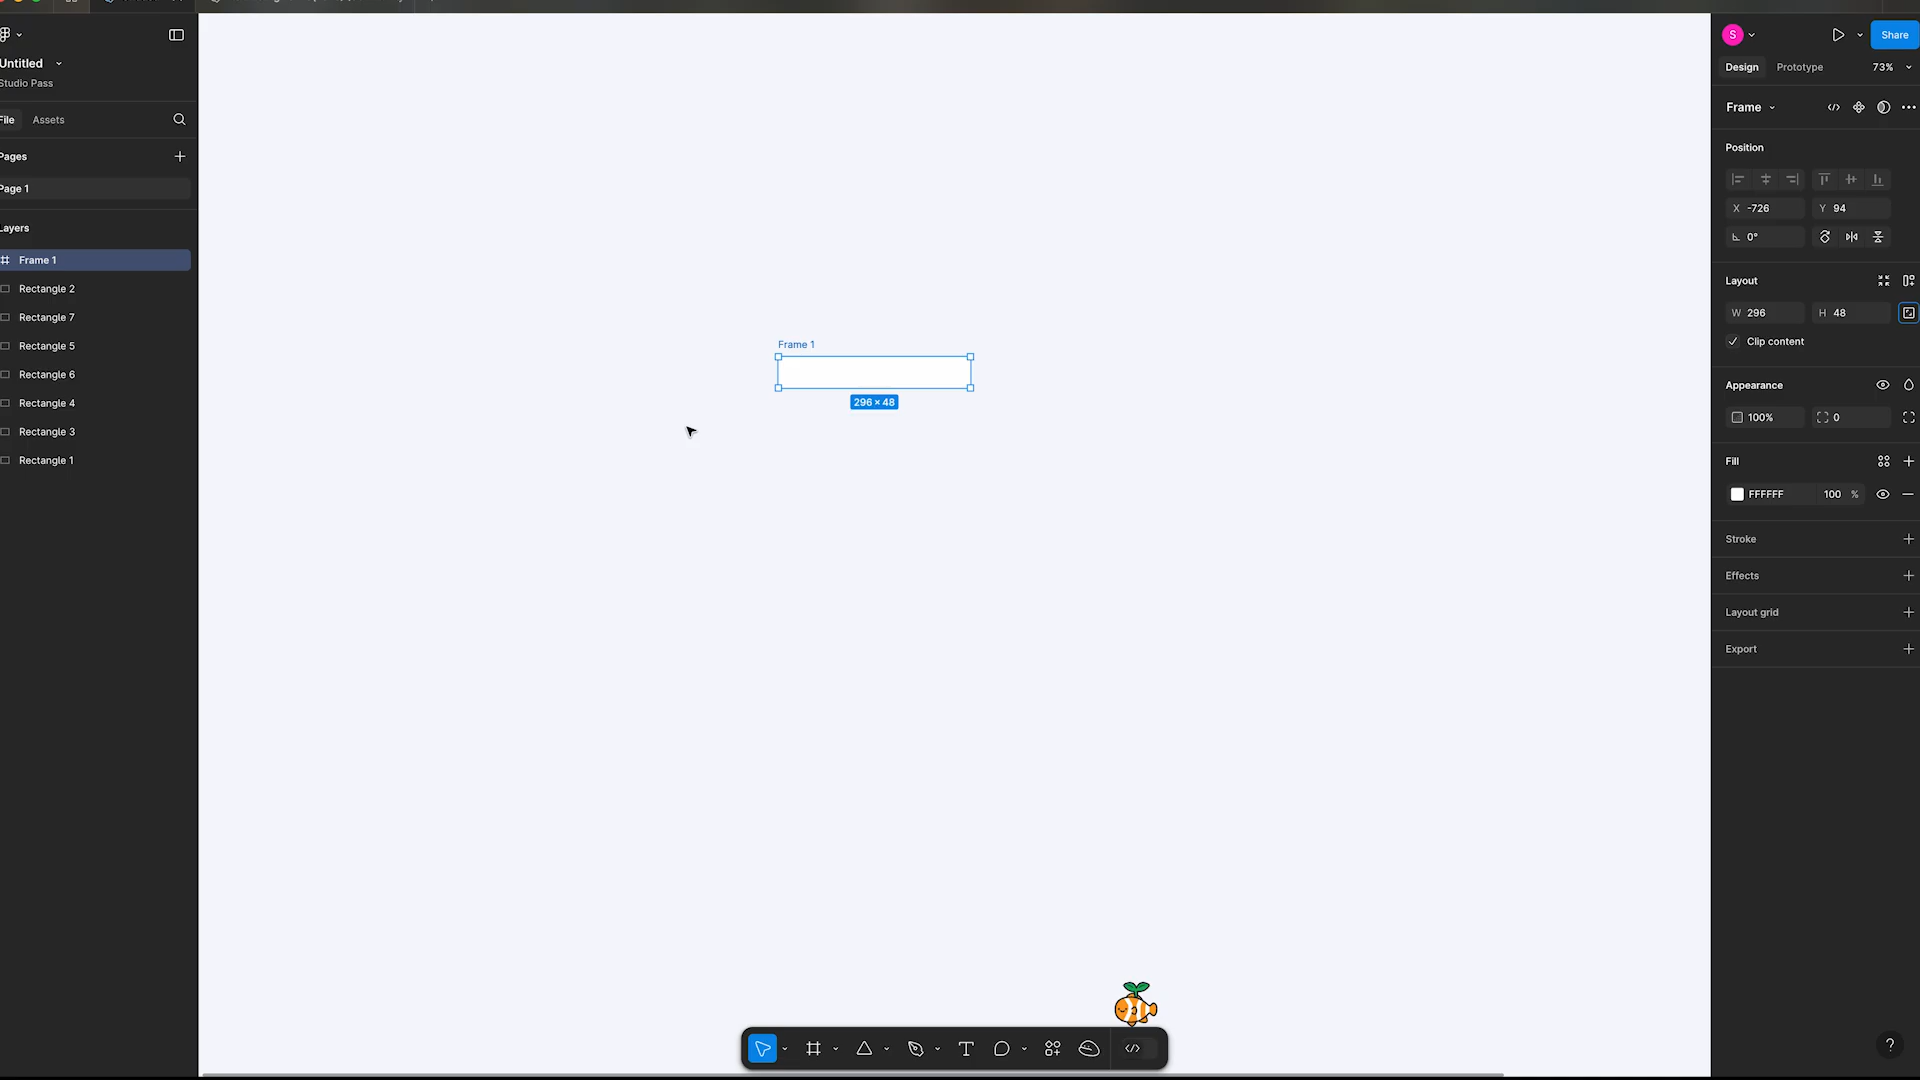 Untitled
Studio Pass
File
Assets
Pages
Page 1
Layers
Frame 1
Rectangle 2
Rectangle 7
Rectangle 5
Rectangle 6
Rectangle 4
Rectangle 3
Rectangle 1
Frame 1
296 × 48
S
Share
Design
Prototype
73%
Frame
Position
X -726
Y 94
0°
Layout
W 296
H 48
Clip content
Appearance
100%
0
Fill
FFFFFF 100 %
Stroke
Effects
Layout grid
Export
?